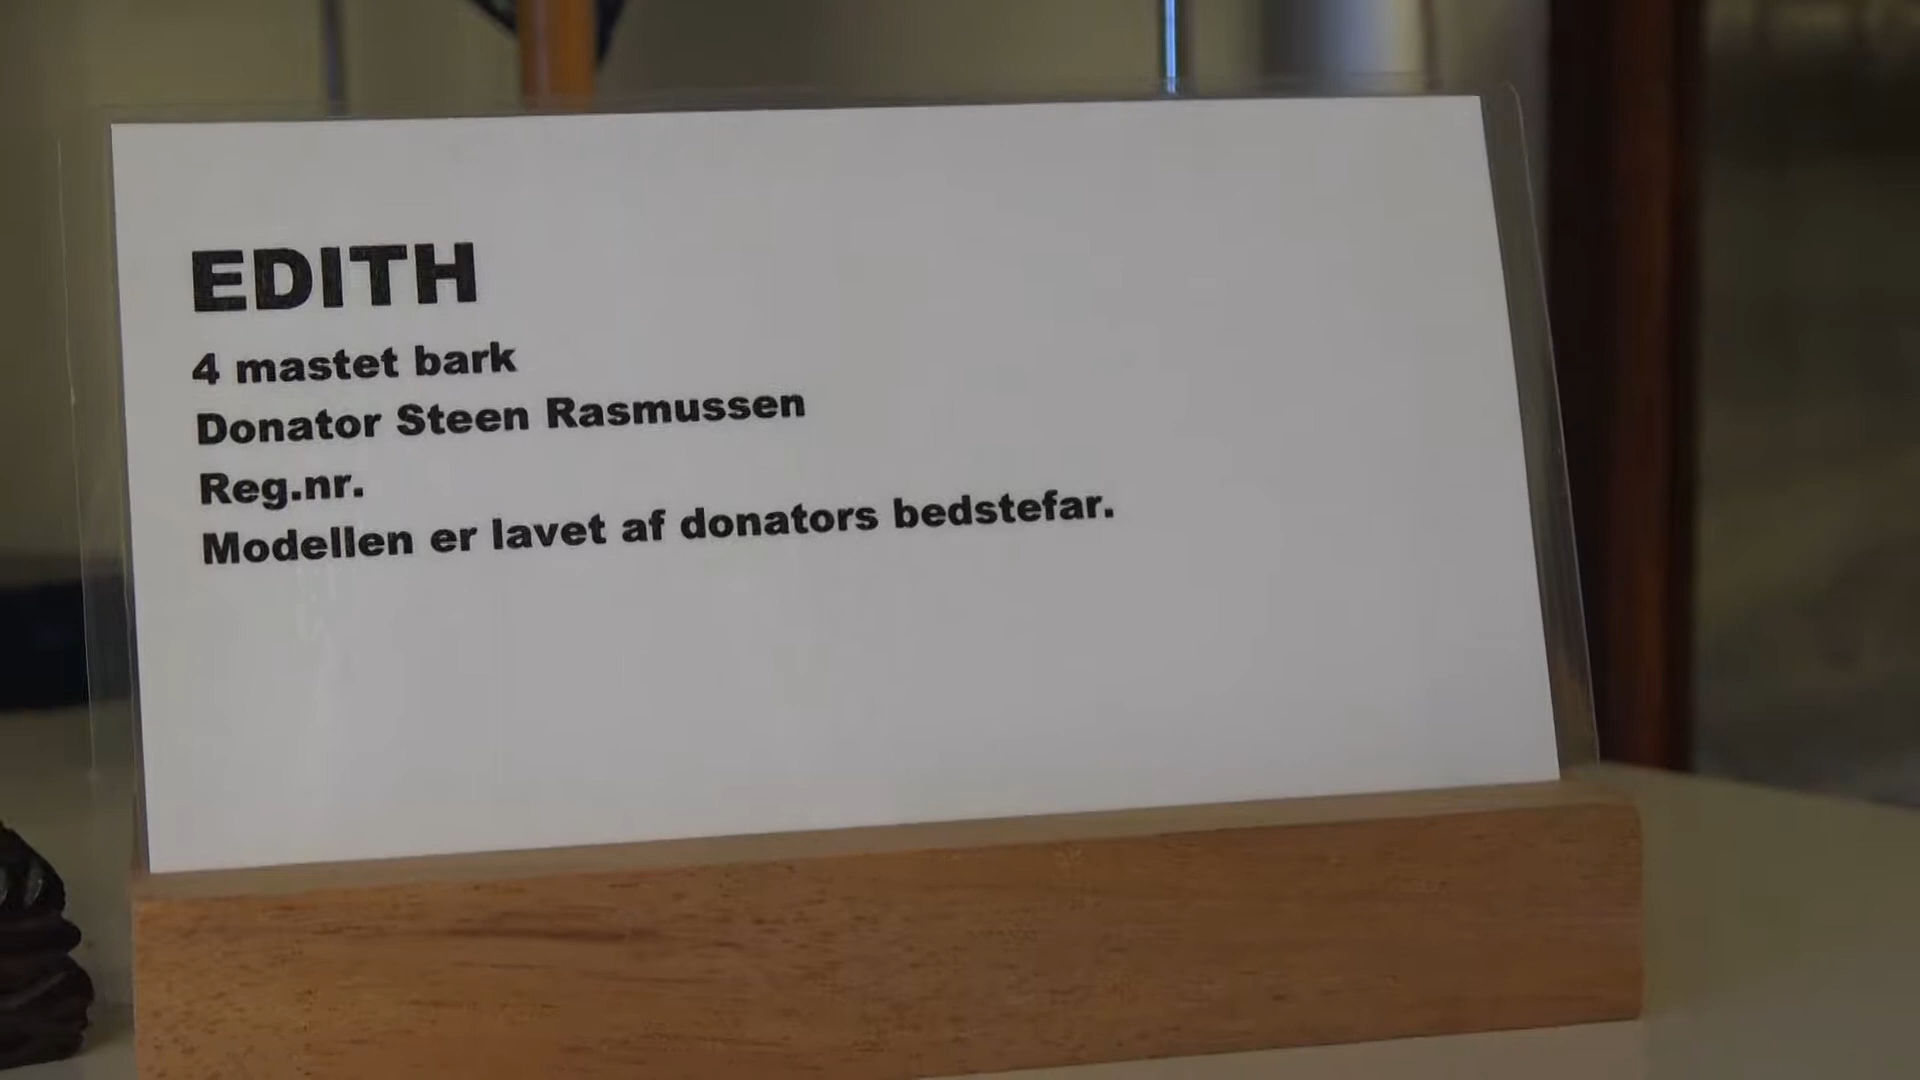 EDITH
4 mastet bark
Donator Steen Rasmussen
Reg.nr.
Modellen er lavet af donators bedstefar.